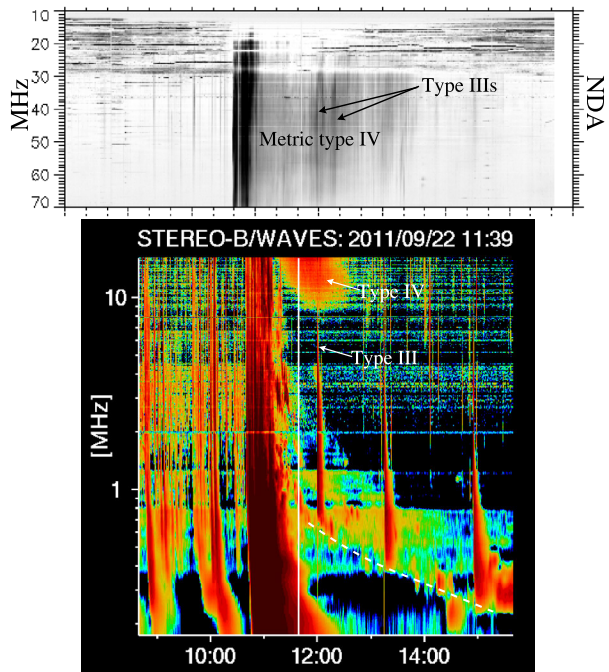 10
20
30
40
50
60
70
MHz
NDA
Type IIIs
Metric type IV
STEREO-B/WAVES: 2011/09/22 11:39
10
1
[MHz]
Type IV
Type III
10:00 12:00 14:00